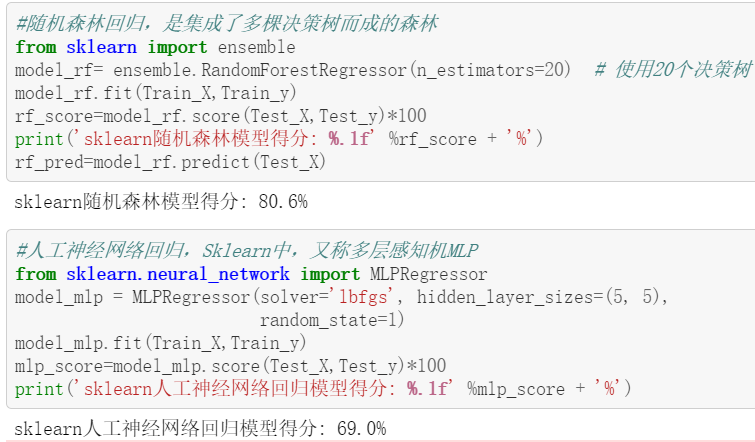 #随机森林回归，是集成了多棵决策树而成的森林
from sklearn import ensemble
model_rf= ensemble.RandomForestRegressor(n_estimators=20)  # 使用20个决策树
model_rf.fit(Train_X,Train_y)
rf_score=model_rf.score(Test_X,Test_y)*100
print('sklearn随机森林模型得分: %.1f' %rf_score + '%')
rf_pred=model_rf.predict(Test_X)
sklearn随机森林模型得分: 80.6%
#人工神经网络回归，Sklearn中，又称多层感知机MLP
from sklearn.neural_network import MLPRegressor
model_mlp = MLPRegressor(solver='lbfgs', hidden_layer_sizes=(5, 5),
random_state=1)
model_mlp.fit(Train_X,Train_y)
mlp_score=model_mlp.score(Test_X,Test_y)*100
print('sklearn人工神经网络回归模型得分: %.1f' %mlp_score + '%')
sklearn人工神经网络回归模型得分: 69.0%